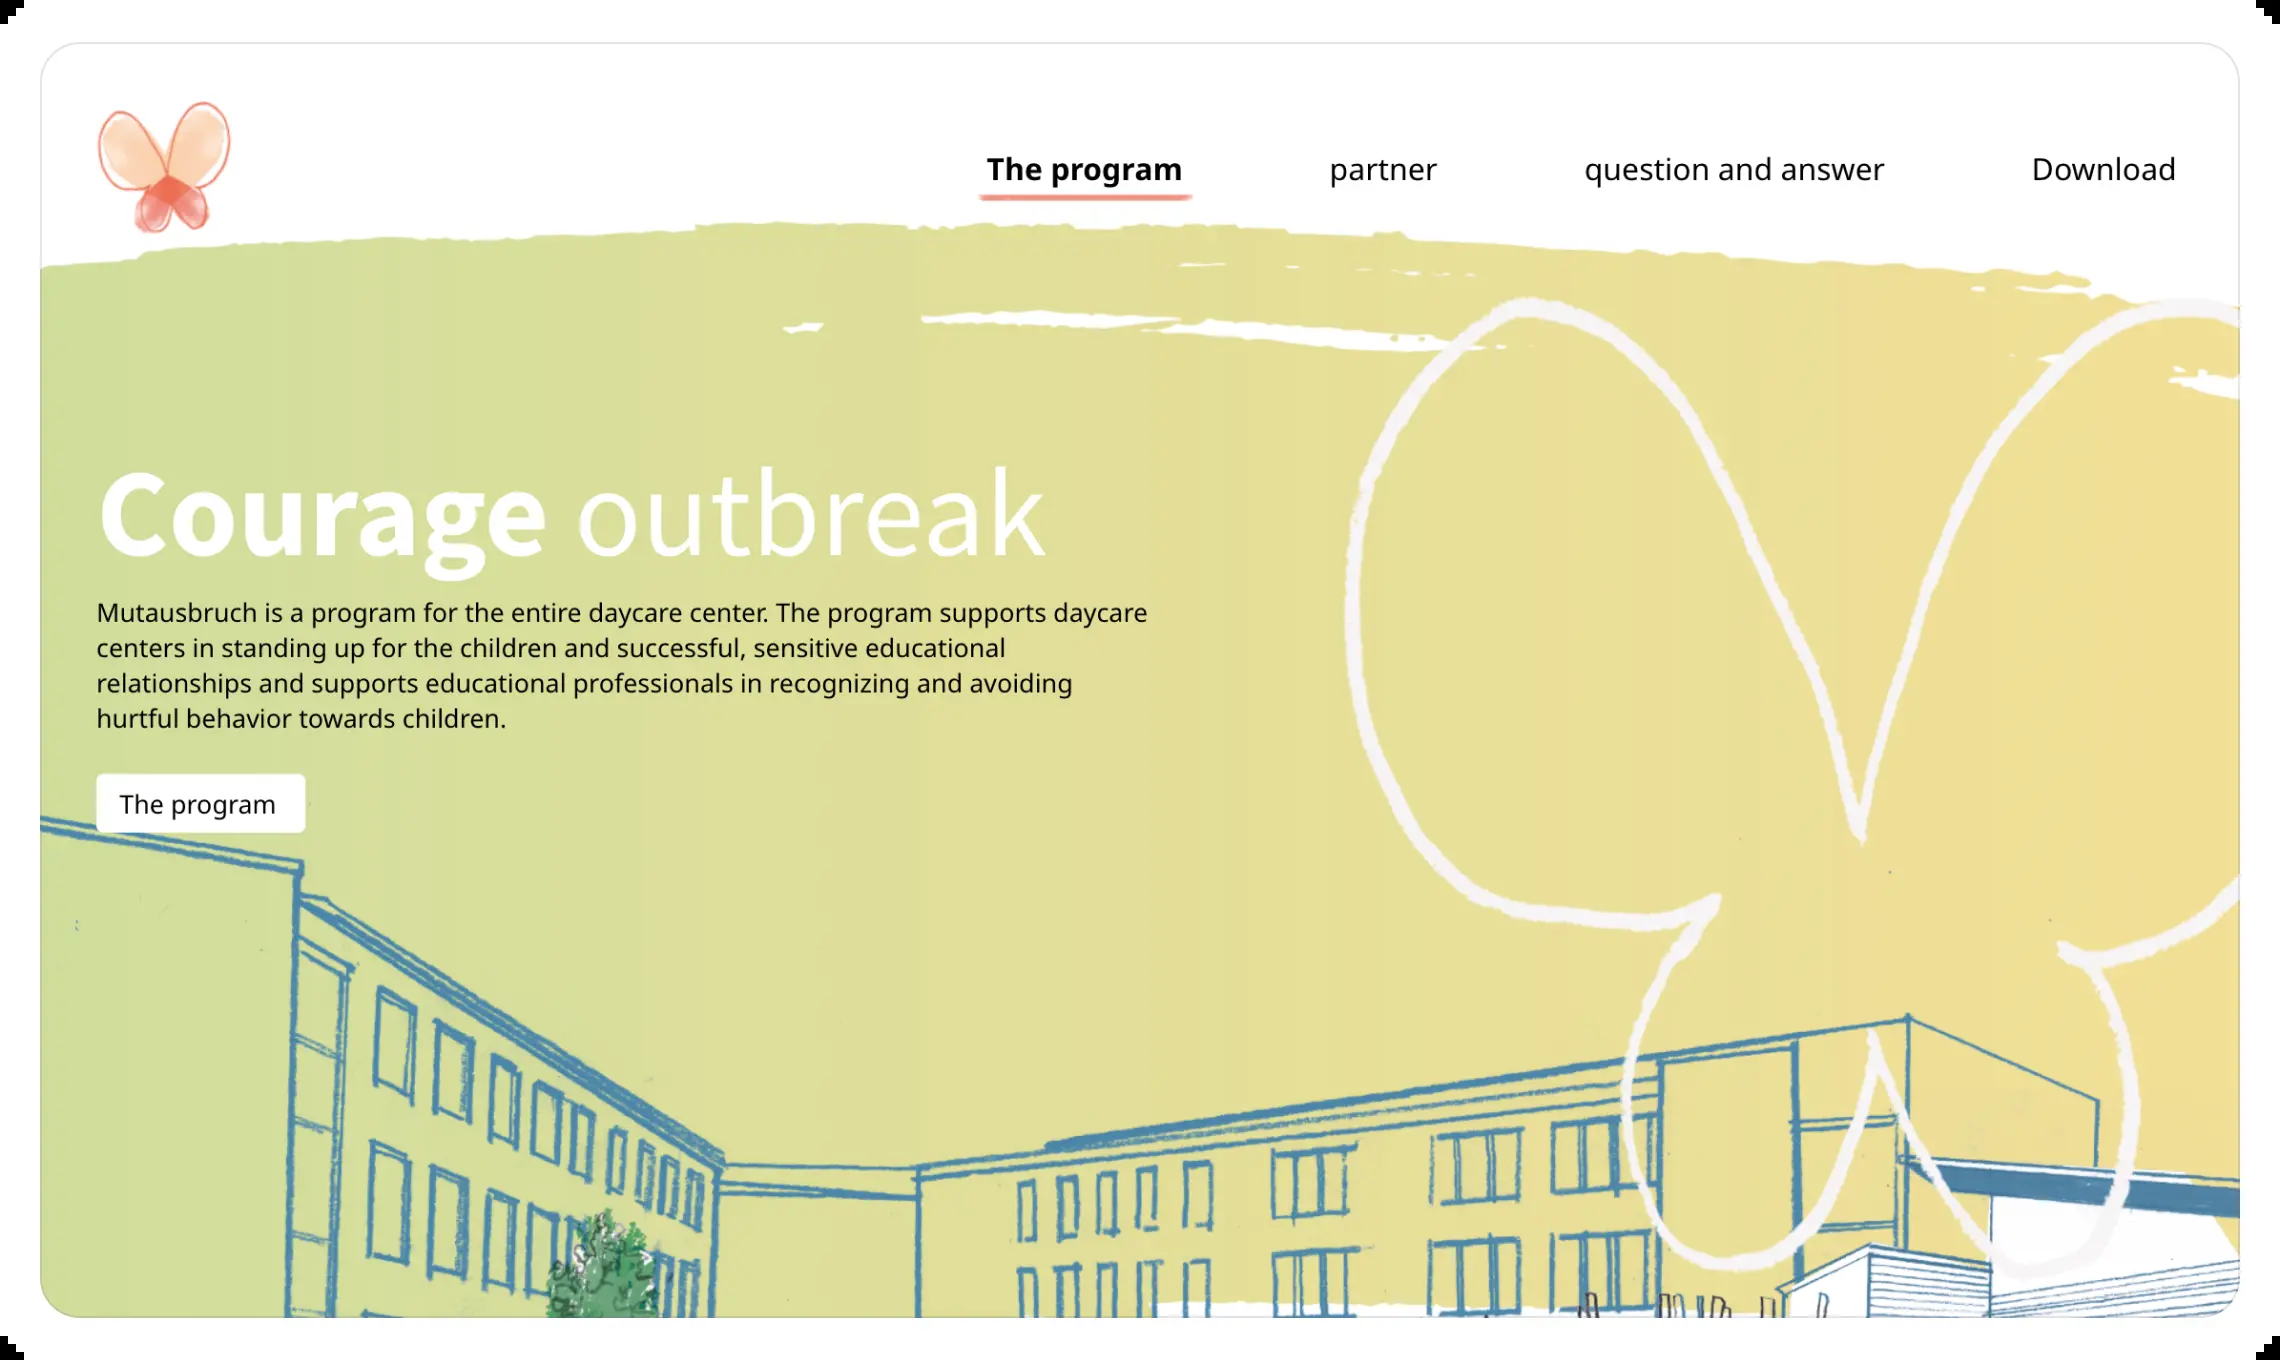 The program
partner
question and answer
Download
Courage outbreak
Mutausbruch is a program for the entire daycare center. The program supports daycare
centers in standing up for the children and successful, sensitive educational
relationships and supports educational professionals in recognizing and avoiding
hurtful behavior towards children.
The program